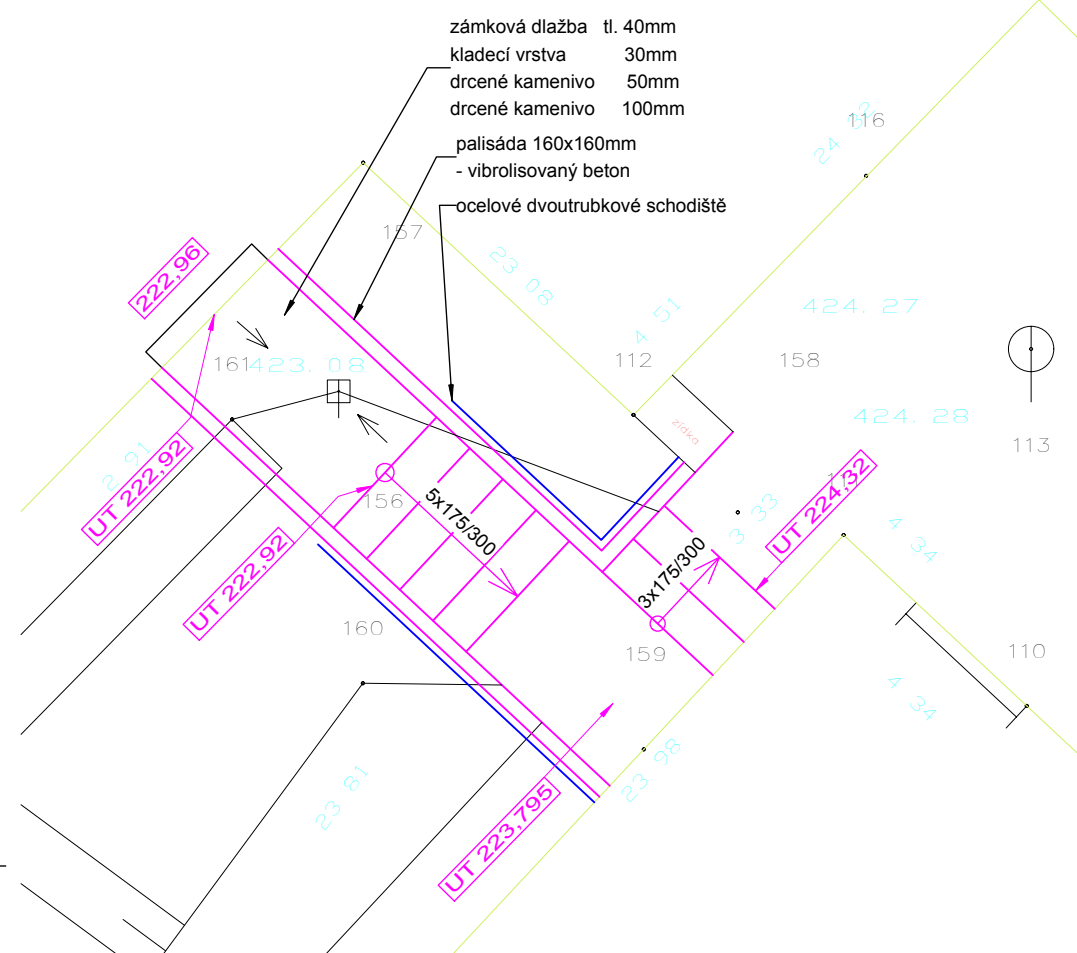 zámková dlažba tl. 40mm
kladecí vrstva 30mm
drcené kamenivo 50mm
drcené kamenivo 100mm
palisáda 160x160mm
- vibrolisovaný beton
ocelové dvoutrubkové schodiště
116
24 32
157
23 08
222,96
4 51
424. 27
112
158
161
423. 08
424. 28
zídka
113
2 91
UT 222,92
156
5x175/300
3 33
UT 224,32
4 34
UT 222,92
3x175/300
160
159
110
4 34
23 98
23 81
UT 223,795